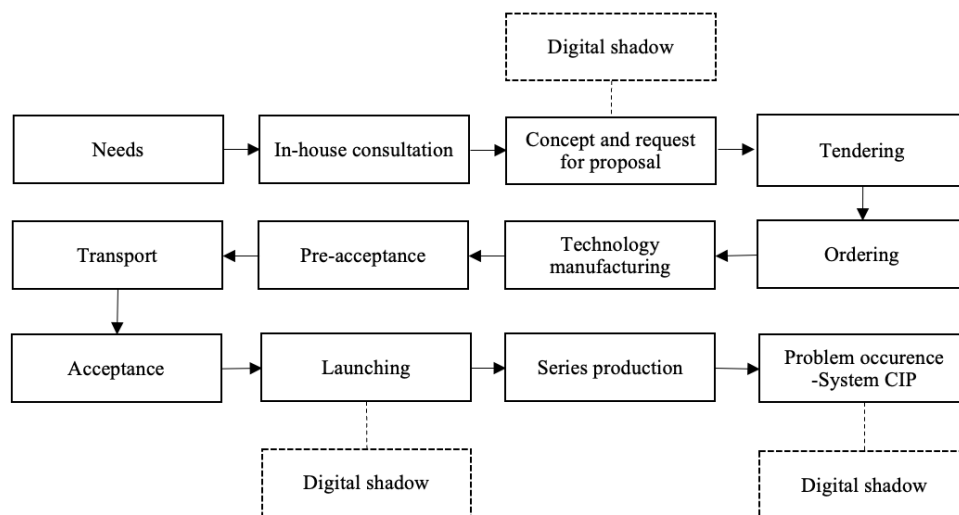 Digital shadow
Needs
In-house consultation
Concept and request
for proposal
Tendering
Transport
Pre-acceptance
Technology
manufacturing
Ordering
Acceptance
Launching
Series production
Problem occurence
-System CIP
Digital shadow
Digital shadow